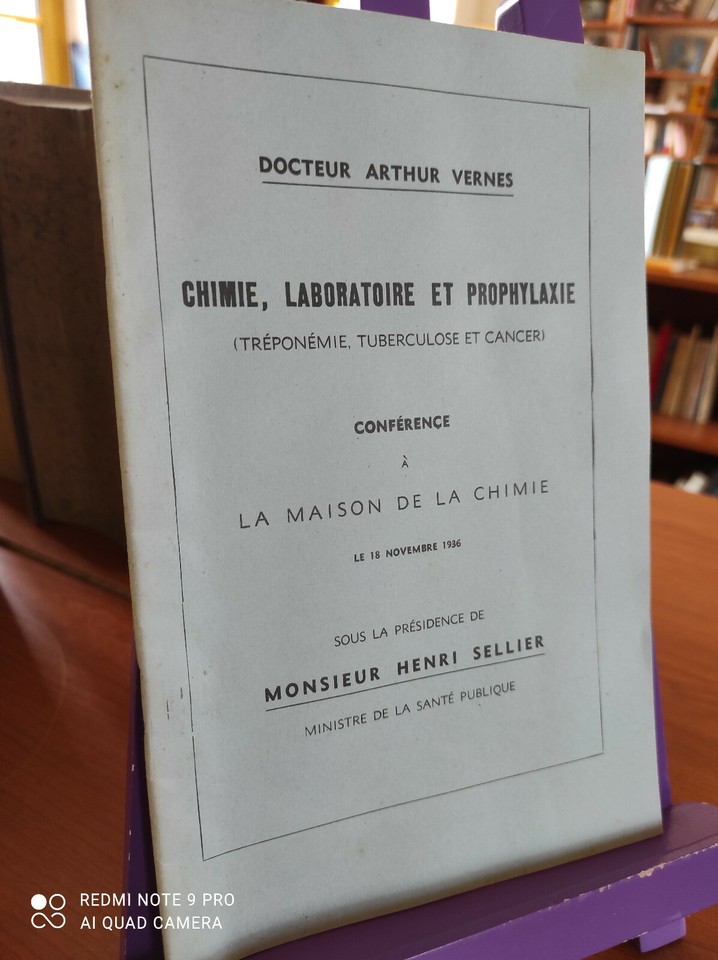 DOCTEUR ARTHUR VERNES
CHIMIE, LABORATOIRE ET PROPHYLAXIE
(TRÉPONÉMIE, TUBERCULOSE ET CANCER)
CONFÉRENCE
À
LA MAISON DE LA CHIMIE
LE 18 NOVEMBRE 1936
SOUS LA PRÉSIDENCE DE
MONSIEUR HENRI SELLIER
MINISTRE DE LA SANTÉ PUBLIQUE
REDMI NOTE 9 PRO
AI QUAD CAMERA